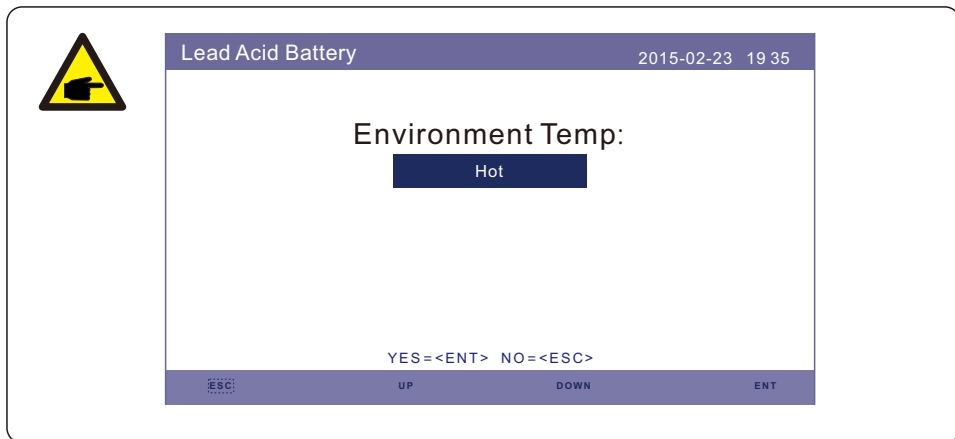 Lead Acid Battery 2015-02-23 19 35
Environment Temp:
Hot
YES=<ENT> NO=<ESC>
ESC UP DOWN ENT